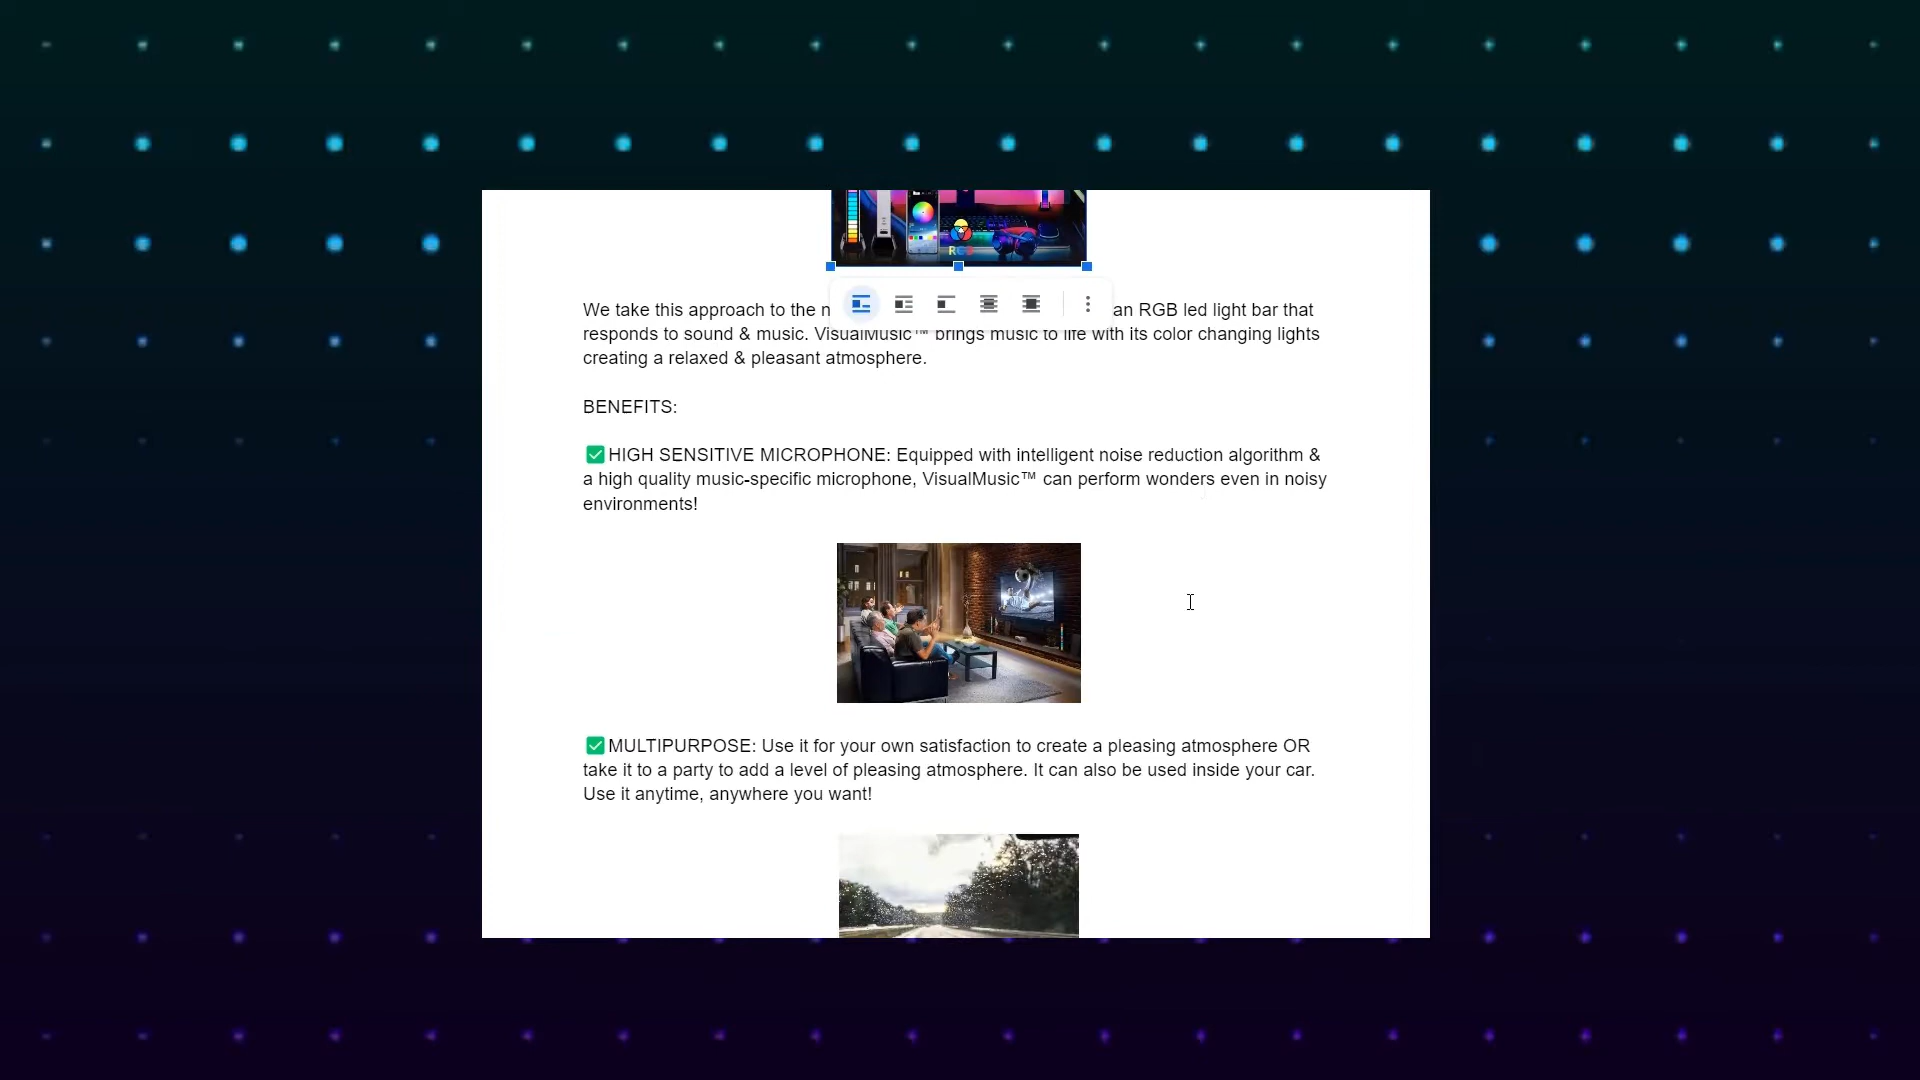 RGB
We take this approach to the n an RGB led light bar that
responds to sound & music. VisualMusic™ brings music to life with its color changing lights
creating a relaxed & pleasant atmosphere.
BENEFITS:
✅HIGH SENSITIVE MICROPHONE: Equipped with intelligent noise reduction algorithm &
a high quality music-specific microphone, VisualMusic™ can perform wonders even in noisy
environments!
✅MULTIPURPOSE: Use it for your own satisfaction to create a pleasing atmosphere OR
take it to a party to add a level of pleasing atmosphere. It can also be used inside your car.
Use it anytime, anywhere you want!